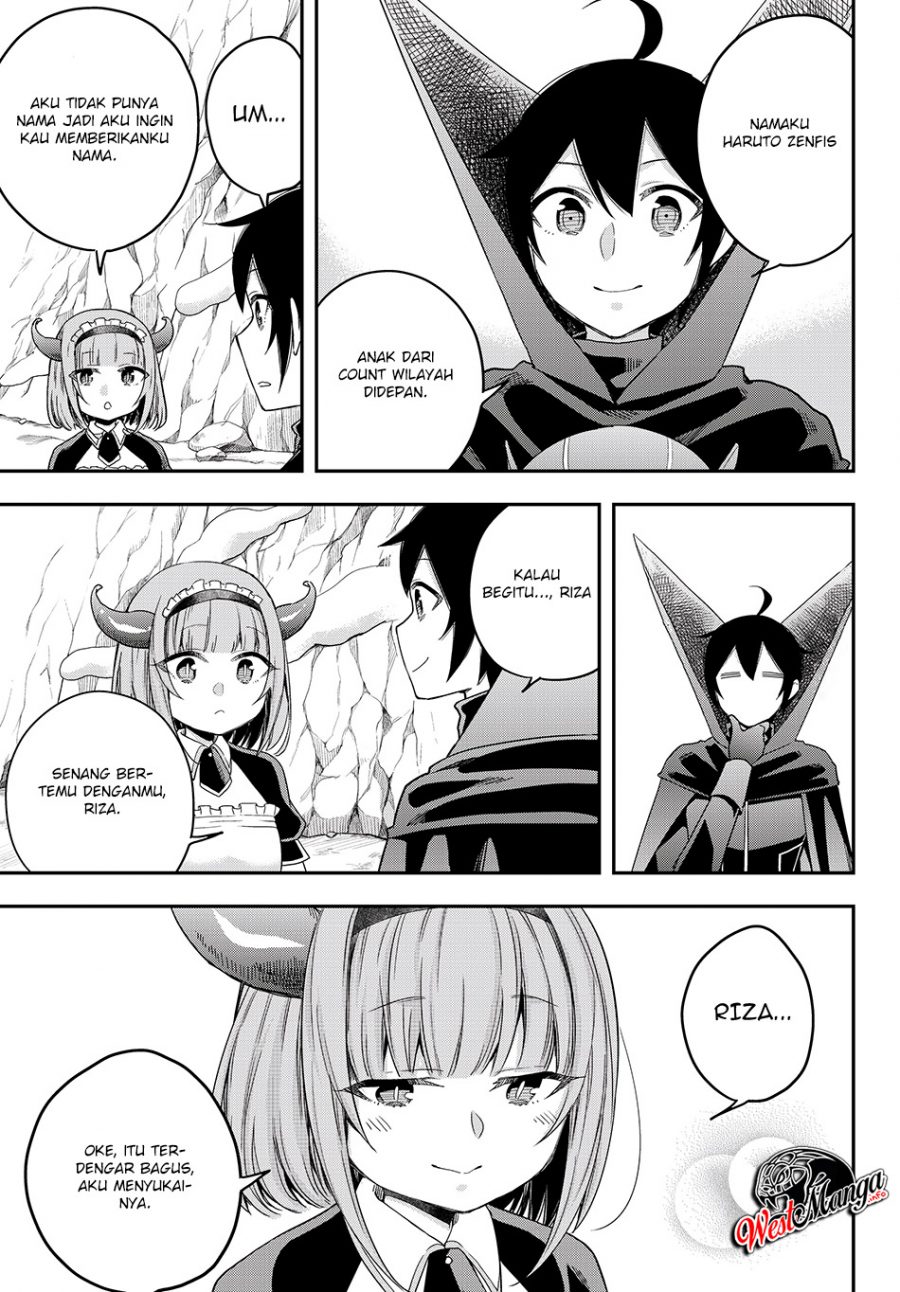 NAMAKU
HARUTO ZENFIS
ANAK DARI
COUNT WILAYAH
DIDEPAN.
UM...
AKU TIDAK PUNYA
NAMA JADI AKU INGIN
KAU MEMBERIKANKU
NAMA.
KALAU
BEGITU..., RIZA
SENANG BER-
TEMU DENGANMU,
RIZA.
RIZA...
OKE, ITU TER-
DENGAR BAGUS,
AKU MENYUKAI-
NYA.
WestManga
.info